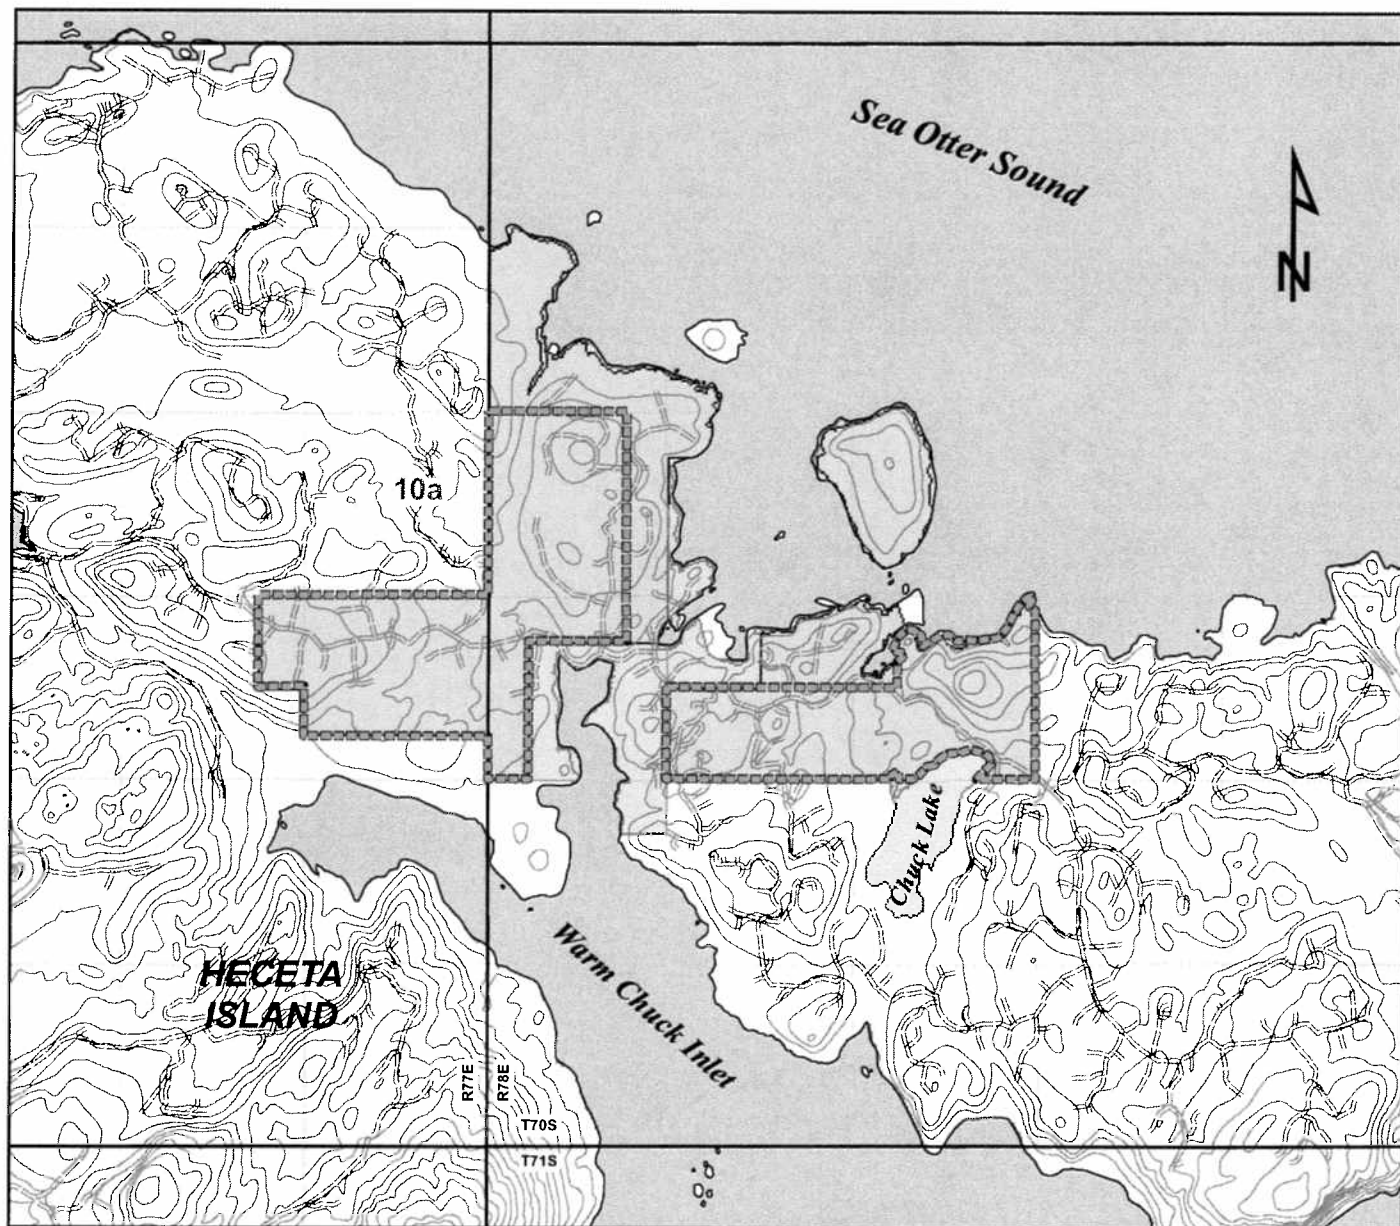 Sea Otter Sound
N
10a
Chuck Lake
Warm Chuck Inlet
HECETA
ISLAND
R77E
R78E
T70S
T71S